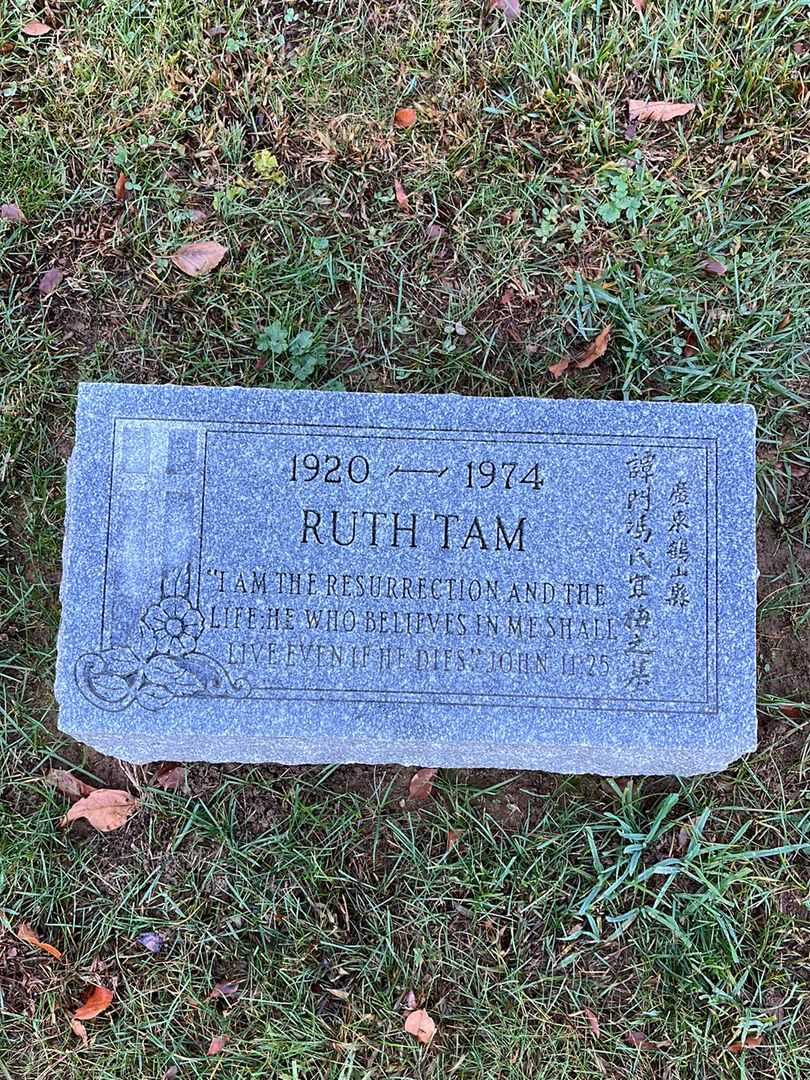 1920 — 1974
RUTH TAM
"I AM THE RESURRECTION AND THE
LIFE: HE WHO BELIEVES IN ME SHALL
LIVE EVEN IF HE DIES." JOHN 11:25
廣東鶴山縣
譚門馮氏宜梅之墓